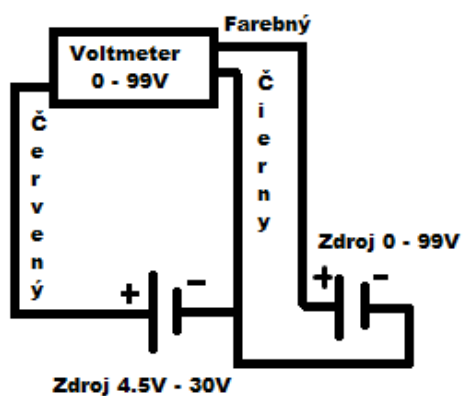 Farebný
Voltmeter
0 - 99V
Červený
Čierny
Zdroj 0 - 99V
+ -
+ -
Zdroj 4.5V - 30V